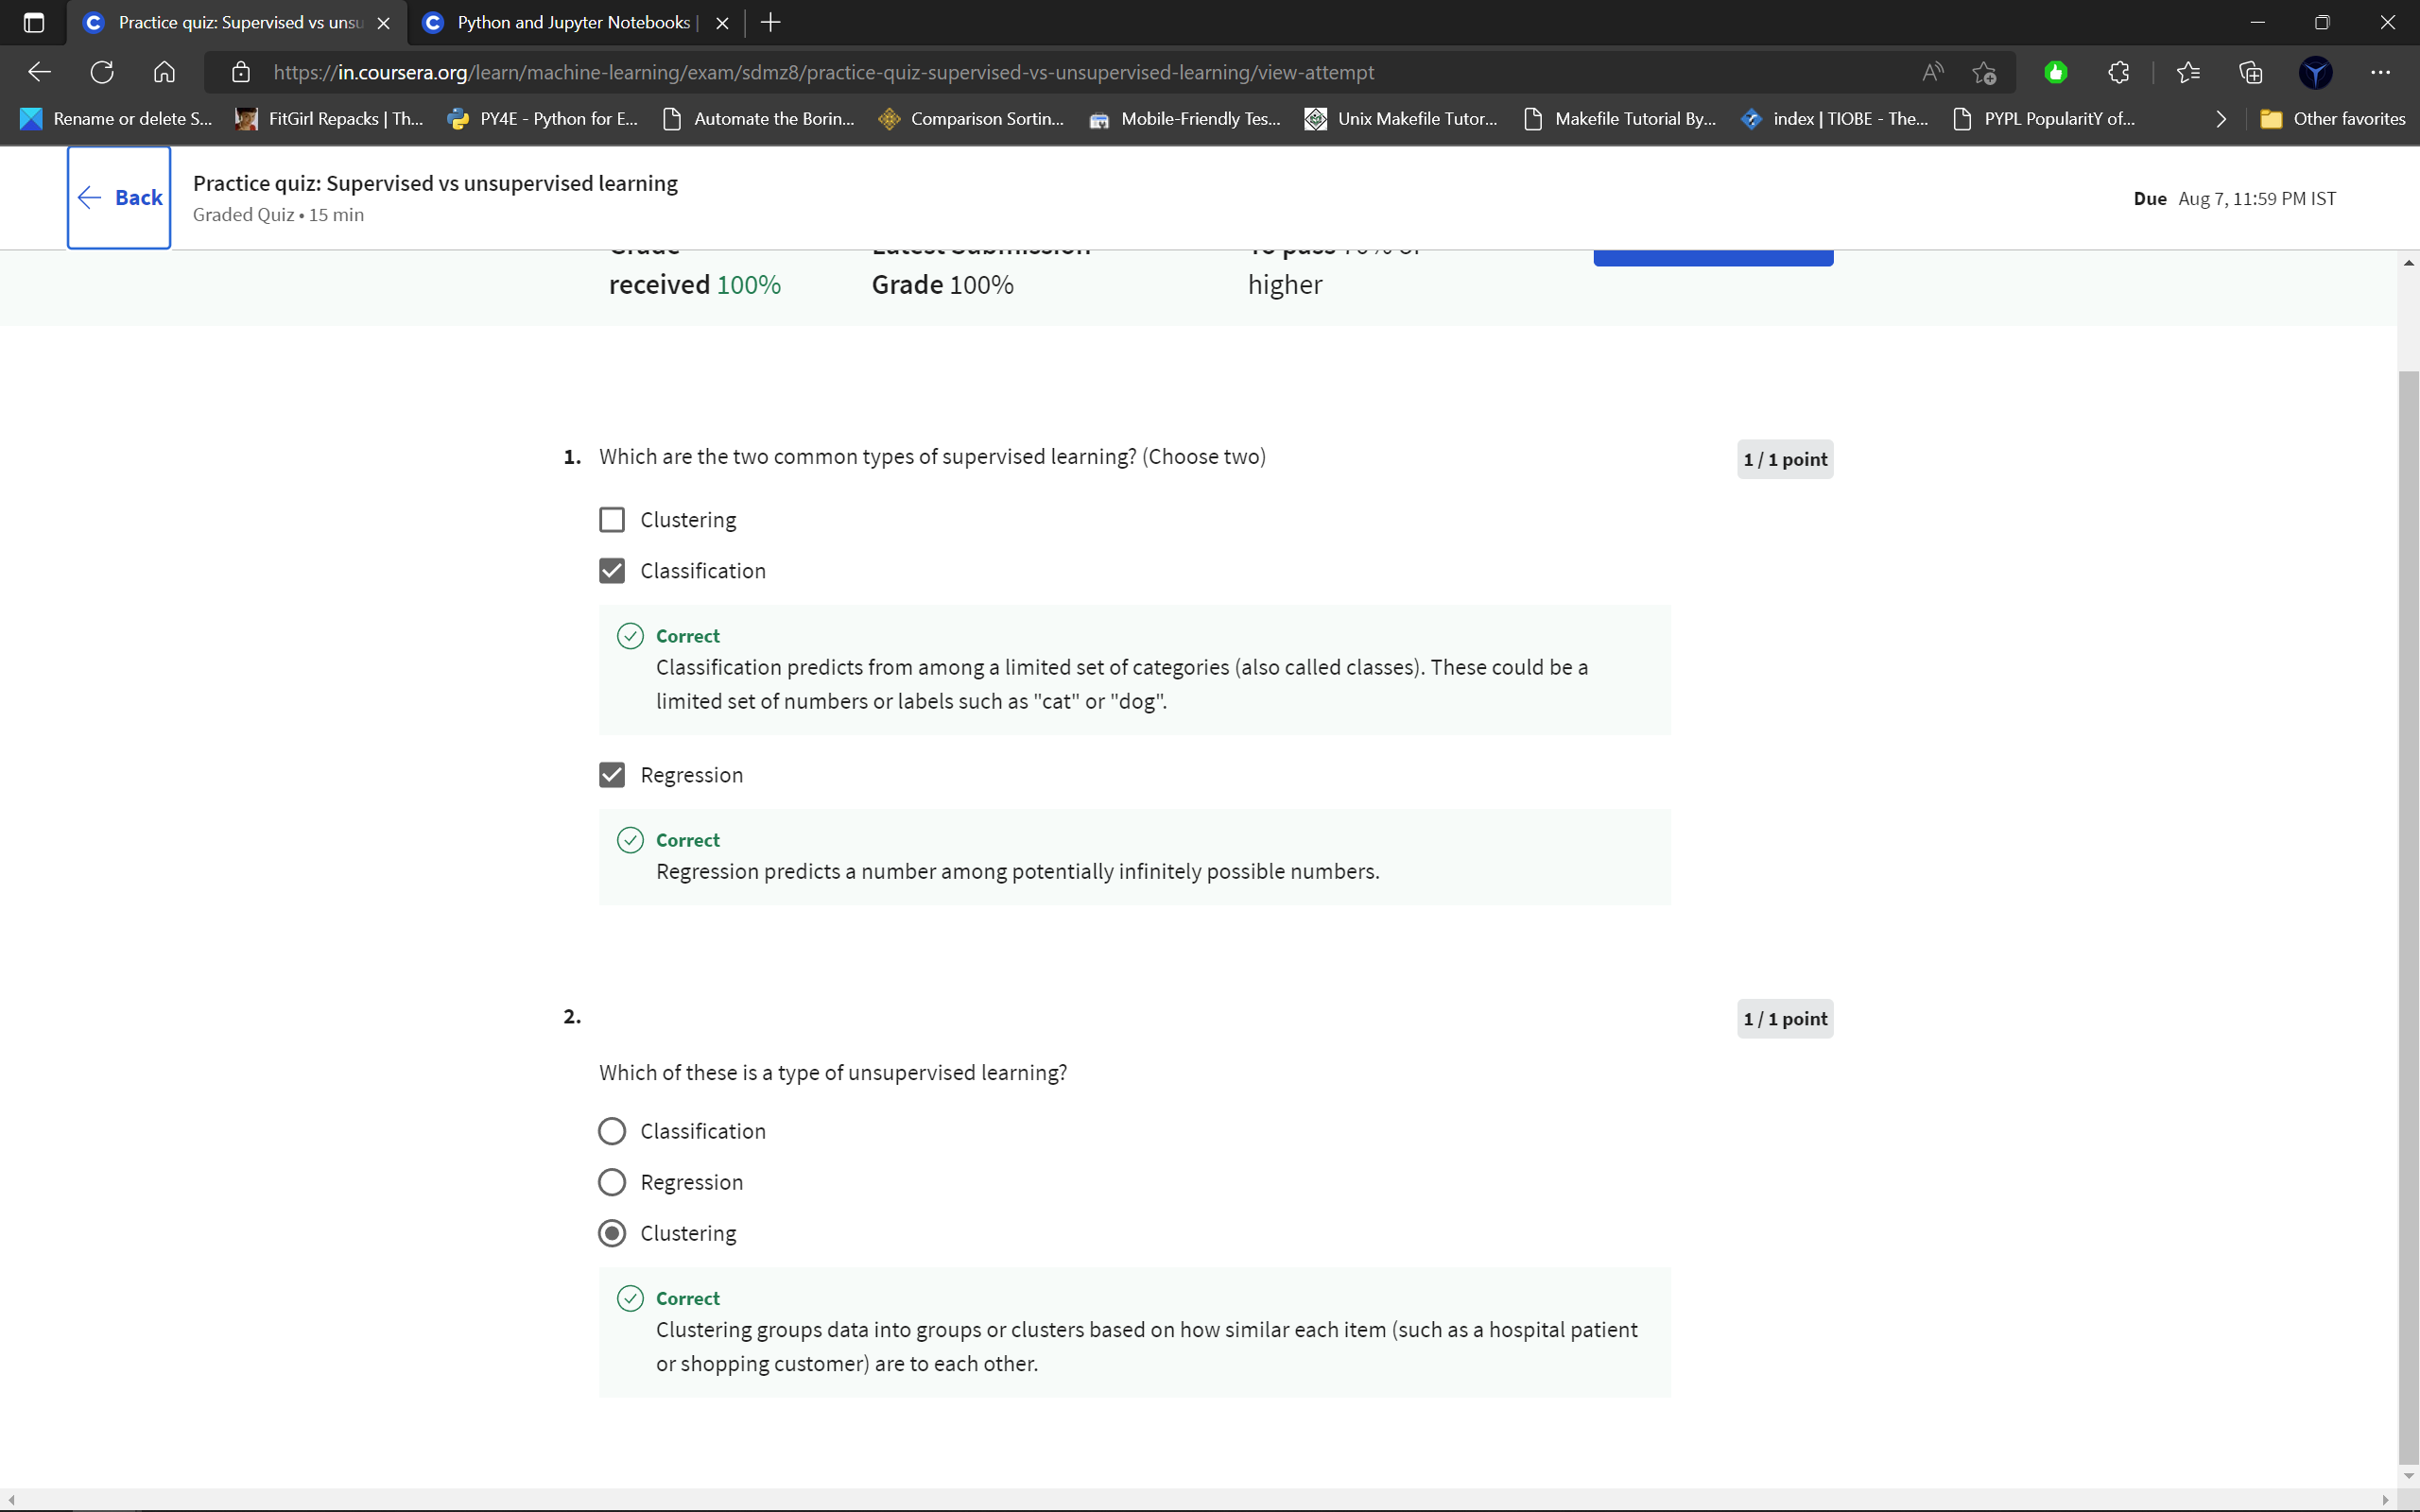 Practice quiz: Supervised vs unsu
Python and Jupyter Notebooks |
https://in.coursera.org/learn/machine-learning/exam/sdmz8/practice-quiz-supervised-vs-unsupervised-learning/view-attempt
Rename or delete S... FitGirl Repacks | Th... PY4E - Python for E... Automate the Borin... Comparison Sortin... Mobile-Friendly Tes... Unix Makefile Tutor... Makefile Tutorial By... index | TIOBE - The... PYPL PopularitY of... Other favorites
Back
Practice quiz: Supervised vs unsupervised learning
Graded Quiz • 15 min
Due Aug 7, 11:59 PM IST
Grade Latest Submission To pass 70% or
received 100% Grade 100% higher
1. Which are the two common types of supervised learning? (Choose two)
1 / 1 point
Clustering
Classification
Correct
Classification predicts from among a limited set of categories (also called classes). These could be a
limited set of numbers or labels such as "cat" or "dog".
Regression
Correct
Regression predicts a number among potentially infinitely possible numbers.
2.
1 / 1 point
Which of these is a type of unsupervised learning?
Classification
Regression
Clustering
Correct
Clustering groups data into groups or clusters based on how similar each item (such as a hospital patient
or shopping customer) are to each other.